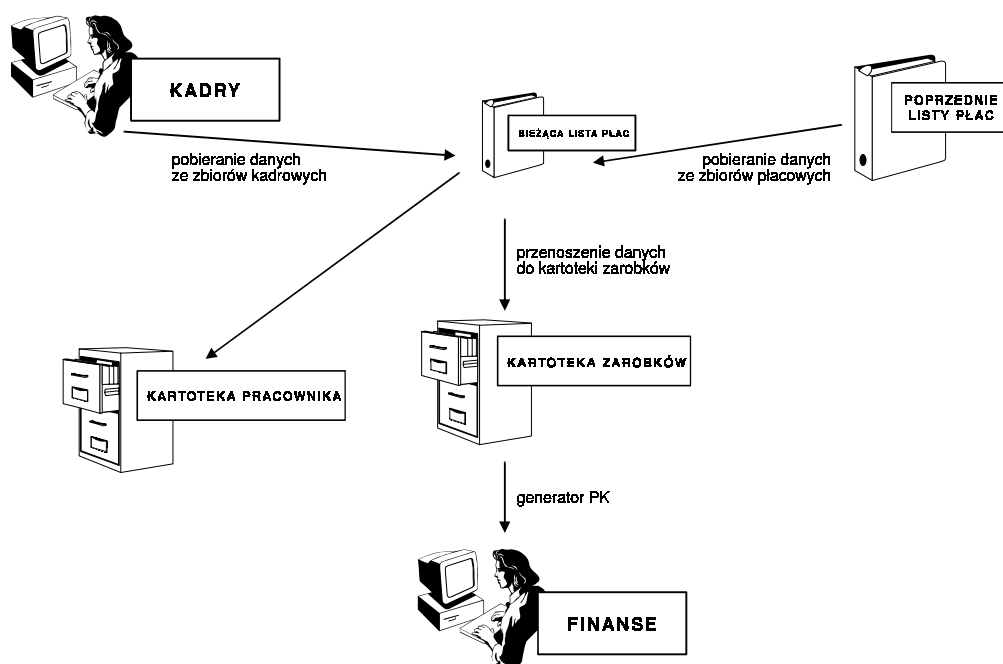 KADRY
POPRZEDNIE
LISTY PŁAC
BIEŻĄCA LISTA PŁAC
pobieranie danych
ze zbiorów kadrowych
pobieranie danych
ze zbiorów płacowych
przenoszenie danych
do kartoteki zarobków
KARTOTEKA ZAROBKÓW
KARTOTEKA PRACOWNIKA
generator PK
FINANSE